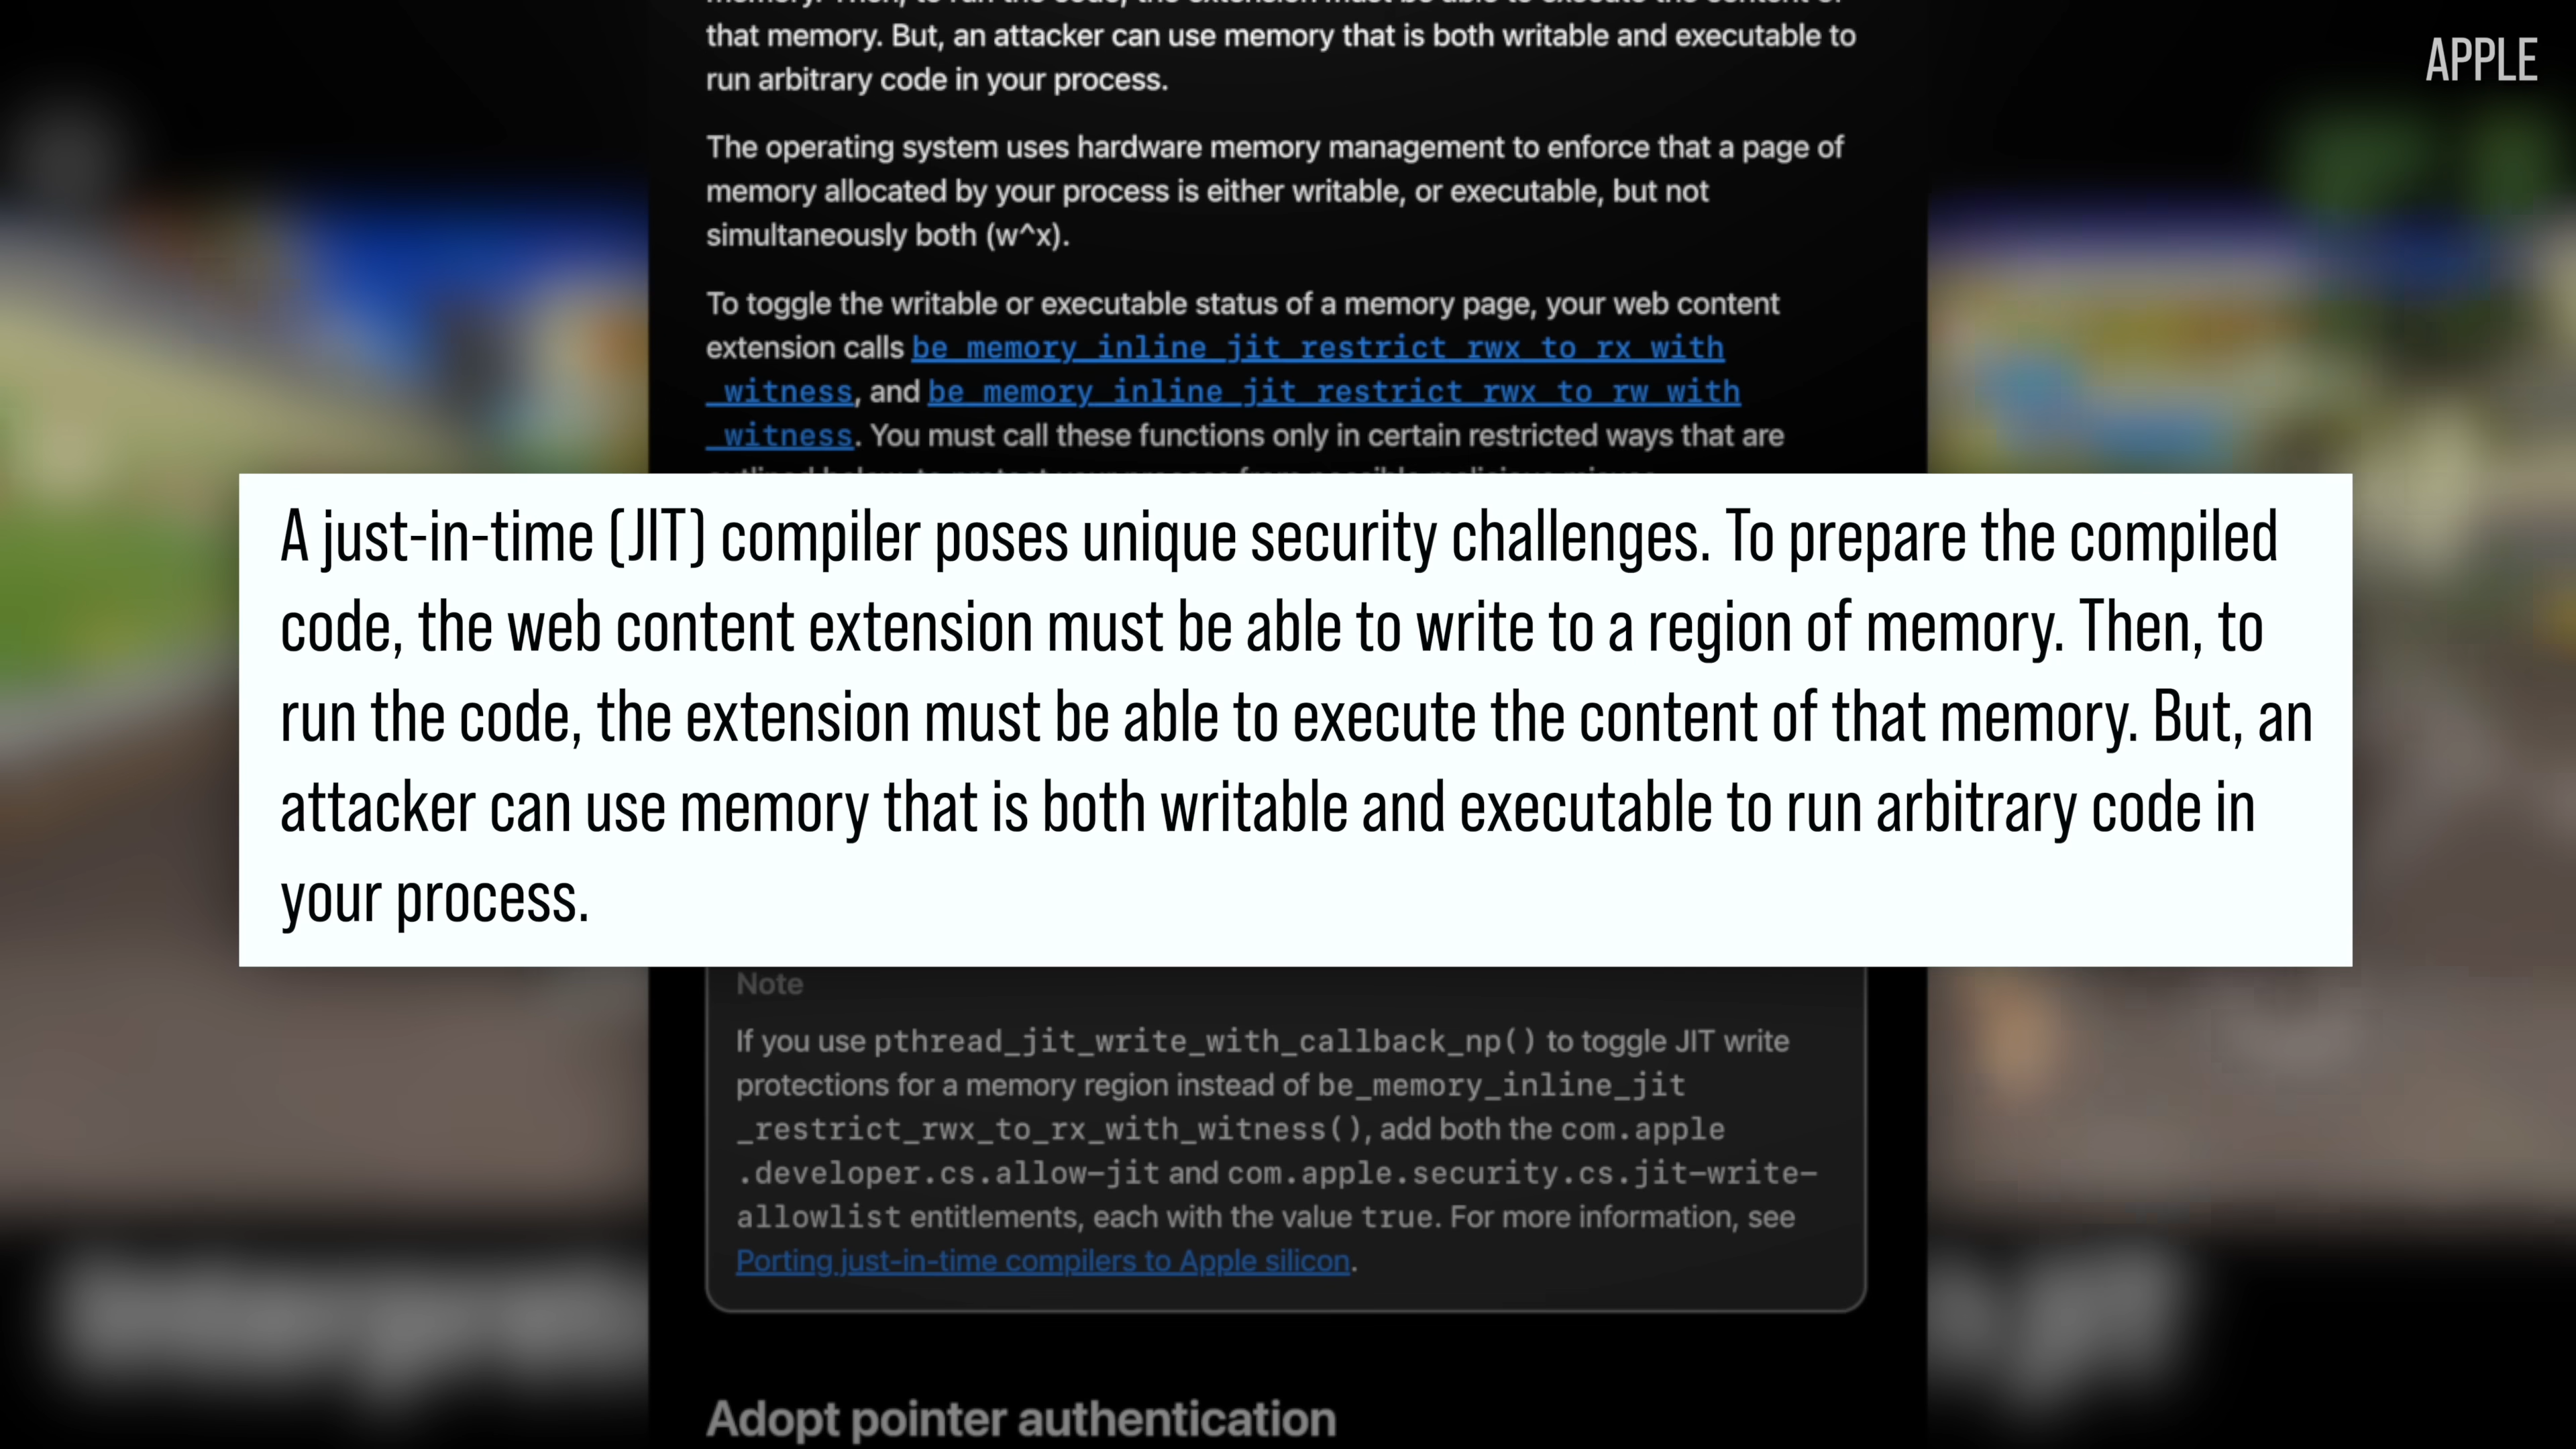 APPLE
that memory. But, an attacker can use memory that is both writable and executable to
run arbitrary code in your process.
The operating system uses hardware memory management to enforce that a page of
memory allocated by your process is either writable, or executable, but not
simultaneously both (w^x).
To toggle the writable or executable status of a memory page, your web content
extension calls be_memory_inline_jit_restrict_rwx_to_rx_with
_witness, and be_memory_inline_jit_restrict_rwx_to_rw_with
_witness. You must call these functions only in certain restricted ways that are
A just-in-time (JIT) compiler poses unique security challenges. To prepare the compiled
code, the web content extension must be able to write to a region of memory. Then, to
run the code, the extension must be able to execute the content of that memory. But, an
attacker can use memory that is both writable and executable to run arbitrary code in
your process.
Note
If you use pthread_jit_write_with_callback_np() to toggle JIT write
protections for a memory region instead of be_memory_inline_jit
_restrict_rwx_to_rx_with_witness(), add both the com.apple
.developer.cs.allow-jit and com.apple.security.cs.jit-write-
allowlist entitlements, each with the value true. For more information, see
Porting just-in-time compilers to Apple silicon.
Adopt pointer authentication